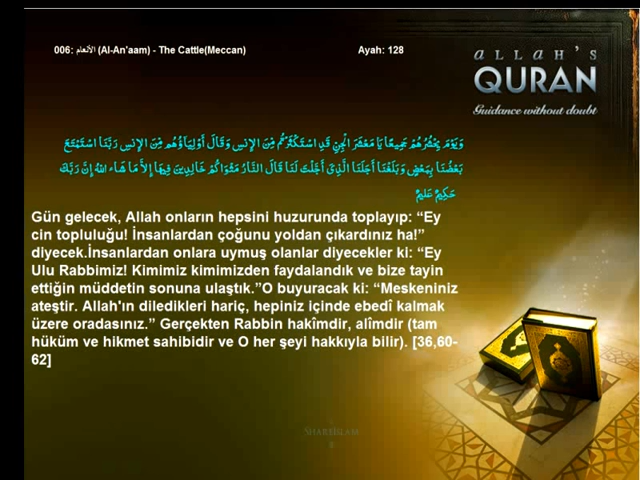 006: الأنعام (Al-An'aam) - The Cattle(Meccan)
Ayah: 128
ALLAH'S
QURAN
Guidance without doubt
وَيَوْمَ يَحْشُرُهُمْ جَمِيعًا يَا مَعْشَرَ الْجِنِّ قَدِ اسْتَكْثَرْتُم مِّنَ الإِنسِ وَقَالَ أَوْلِيَآؤُهُم مِّنَ الإِنسِ رَبَّنَا اسْتَمْتَعَ
بَعْضُنَا بِبَعْضٍ وَبَلَغْنَا أَجَلَنَا الَّذِيَ أَجَّلْتَ لَنَا قَالَ النَّارُ مَثْوَاكُمْ خَالِدِينَ فِيهَا إِلاَّ مَا شَاء اللّهُ إِنَّ رَبَّكَ
حَكِيمٌ عَلِيمٌ
Gün gelecek, Allah onların hepsini huzurunda toplayıp: “Ey
cin topluluğu! İnsanlardan çoğunu yoldan çıkardınız ha!”
diyecek.İnsanlardan onlara uymuş olanlar diyecekler ki: “Ey
Ulu Rabbimiz! Kimimiz kimimizden faydalandık ve bize tayin
ettiğin müddetin sonuna ulaştık.”O buyuracak ki: “Meskeniniz
ateştir. Allah'ın diledikleri hariç, hepiniz içinde ebedî kalmak
üzere oradasınız.” Gerçekten Rabbin hakîmdir, alîmdir (tam
hüküm ve hikmet sahibidir ve O her şeyi hakkıyla bilir). [36,60-
62]
SHAREISLAM